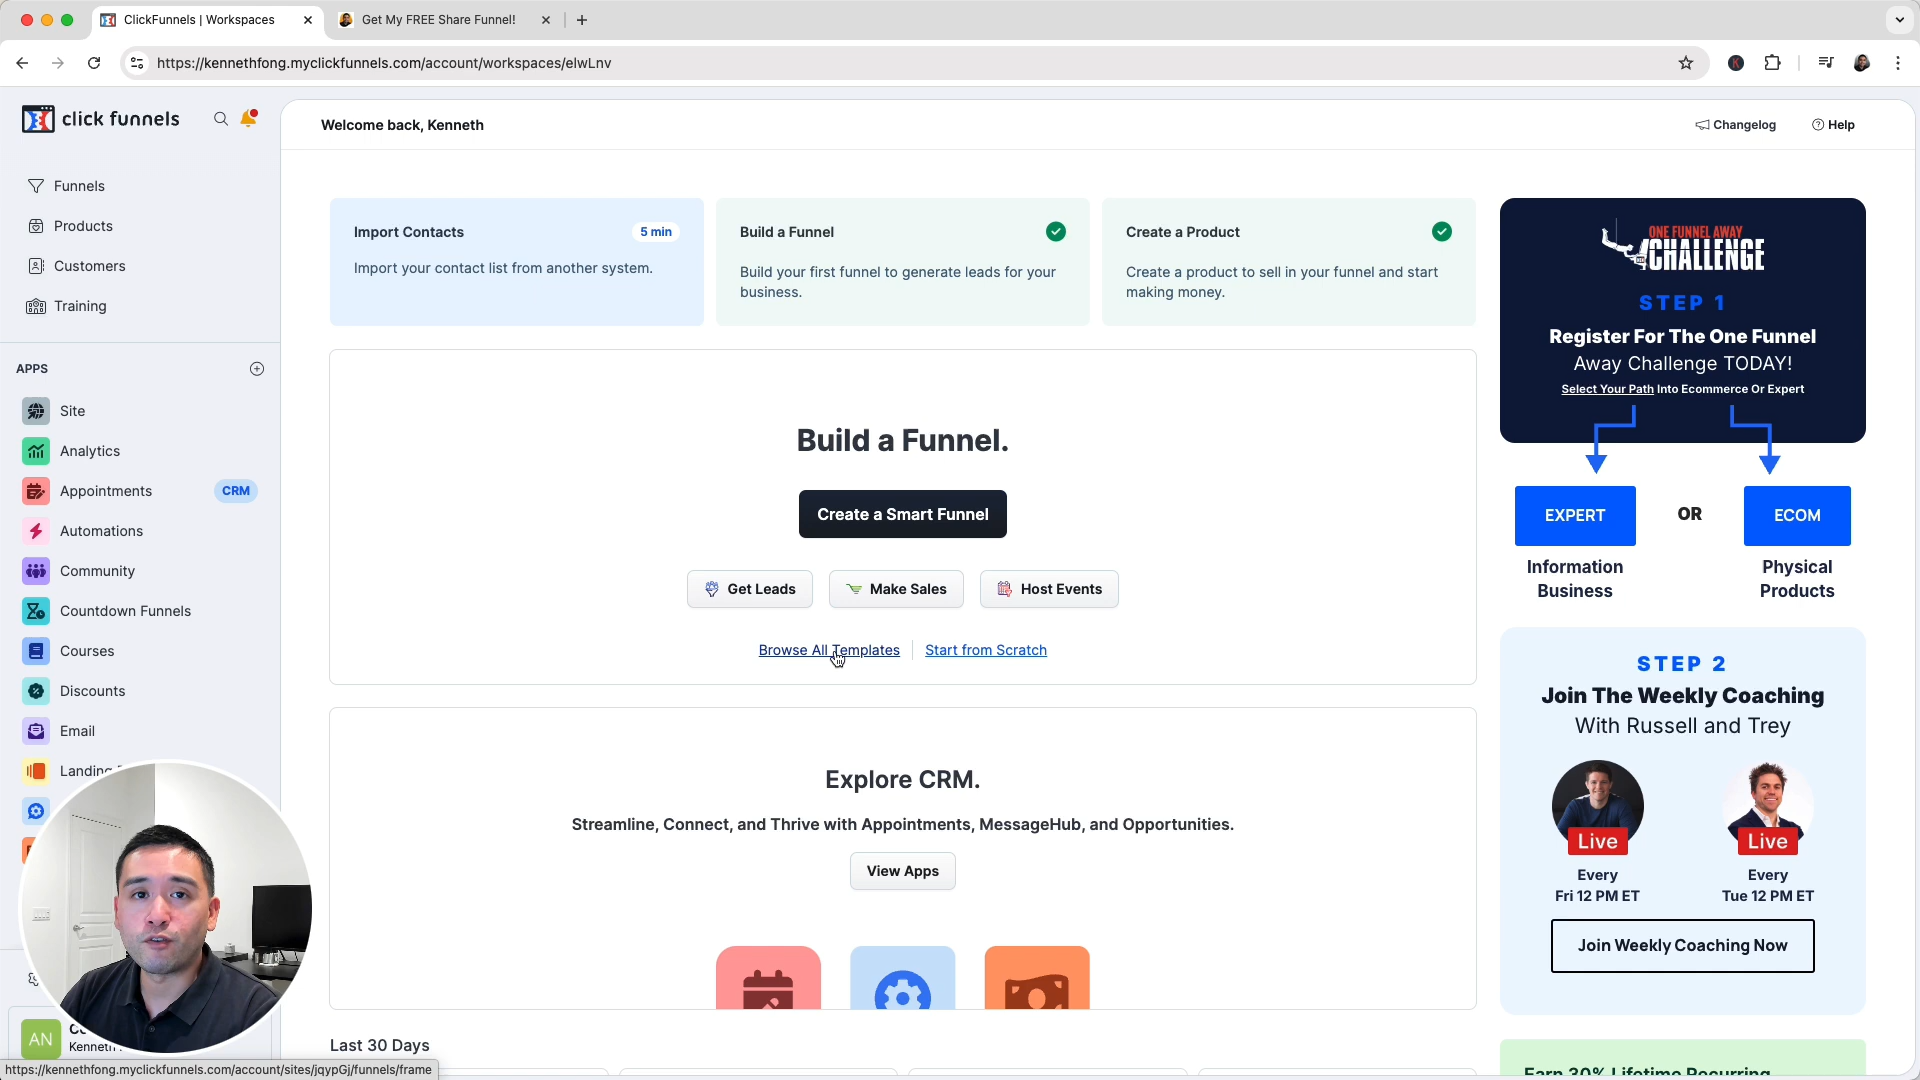 ClickFunnels | Workspaces
Get My FREE Share Funnel!
https://kennethfong.myclickfunnels.com/account/workspaces/elwLnv
click funnels
Welcome back, Kenneth
Changelog
Help
Funnels
Products
Customers
Training
APPS
Site
Analytics
Appointments
CRM
Automations
Community
Countdown Funnels
Courses
Discounts
Email
Landing
AN
Kenneth
https://kennethfong.myclickfunnels.com/account/sites/jqypGj/funnels/frame
Import Contacts
5 min
Import your contact list from another system.
Build a Funnel
Build your first funnel to generate leads for your
business.
Create a Product
Create a product to sell in your funnel and start
making money.
Build a Funnel.
Create a Smart Funnel
Get Leads
Make Sales
Host Events
Browse All Templates
Start from Scratch
Explore CRM.
Streamline, Connect, and Thrive with Appointments, MessageHub, and Opportunities.
View Apps
Last 30 Days
ONE FUNNEL AWAY
CHALLENGE
STEP 1
Register For The One Funnel
Away Challenge TODAY!
Select Your Path Into Ecommerce Or Expert
EXPERT
OR
ECOM
Information
Business
Physical
Products
STEP 2
Join The Weekly Coaching
With Russell and Trey
Live
Live
Every
Fri 12 PM ET
Every
Tue 12 PM ET
Join Weekly Coaching Now
Earn 30% Lifetime Recurring